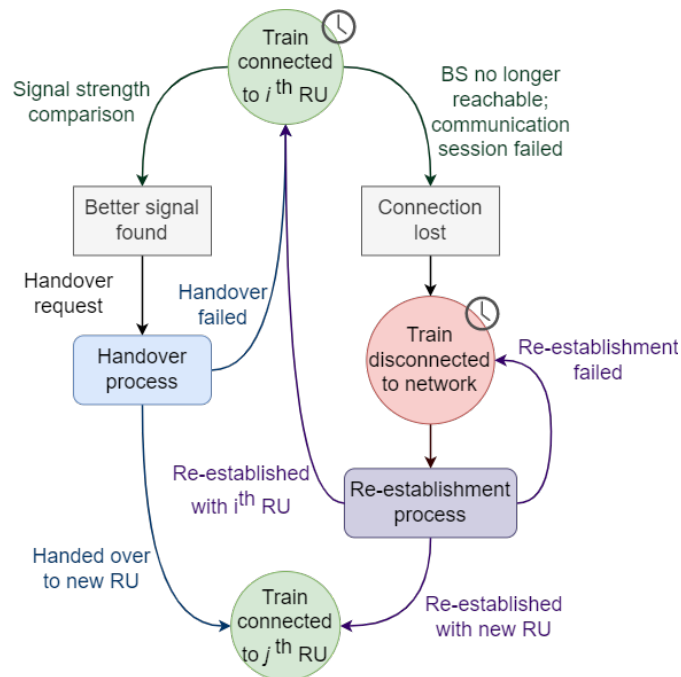 Train
connected
to i th RU
Signal strength
comparison
BS no longer
reachable;
communication
session failed
Better signal
found
Connection
lost
Handover
request
Handover
failed
Handover
process
Train
disconnected
to network
Re-establishment
failed
Re-established
with ith RU
Re-establishment
process
Handed over
to new RU
Train
connected
to j th RU
Re-established
with new RU